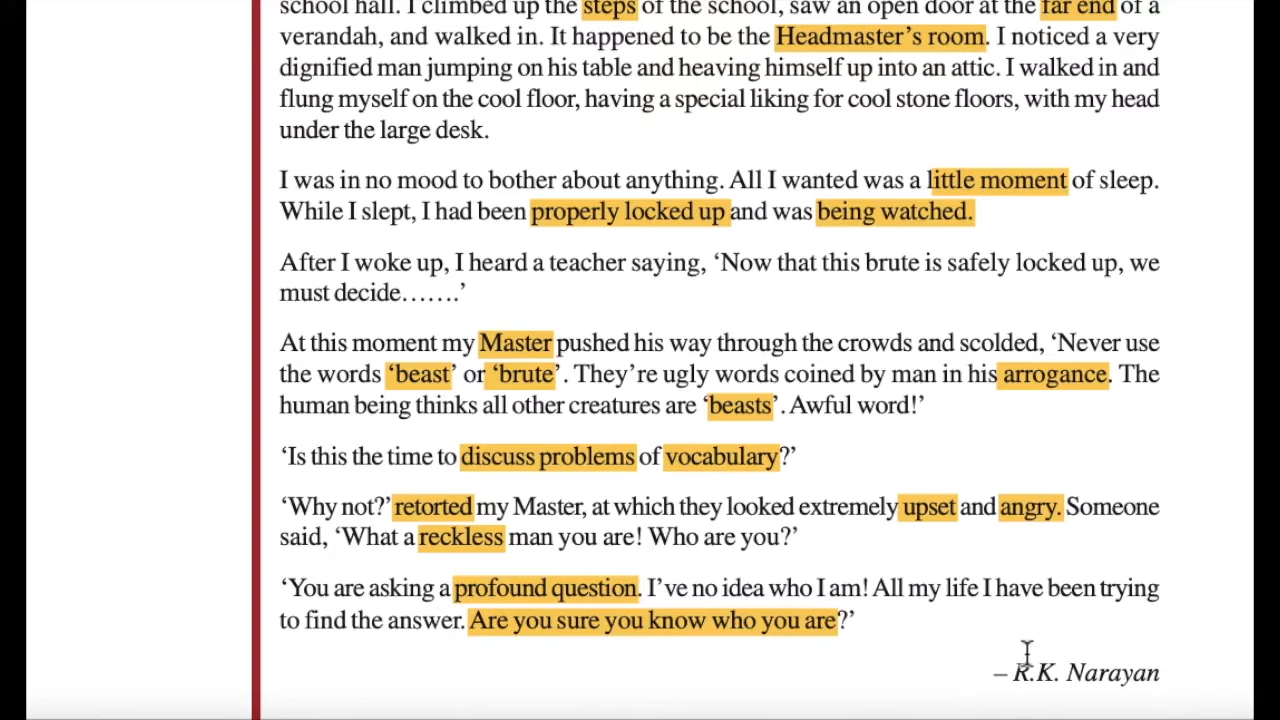 school hall. I climbed up the steps of the school, saw an open door at the far end of a
verandah, and walked in. It happened to be the Headmaster’s room. I noticed a very
dignified man jumping on his table and heaving himself up into an attic. I walked in and
flung myself on the cool floor, having a special liking for cool stone floors, with my head
under the large desk.
I was in no mood to bother about anything. All I wanted was a little moment of sleep.
While I slept, I had been properly locked up and was being watched.
After I woke up, I heard a teacher saying, ‘Now that this brute is safely locked up, we
must decide…….’
At this moment my Master pushed his way through the crowds and scolded, ‘Never use
the words ‘beast’ or ‘brute’. They’re ugly words coined by man in his arrogance. The
human being thinks all other creatures are ‘beasts’. Awful word!’
‘Is this the time to discuss problems of vocabulary?’
‘Why not?’ retorted my Master, at which they looked extremely upset and angry. Someone
said, ‘What a reckless man you are! Who are you?’
‘You are asking a profound question. I’ve no idea who I am! All my life I have been trying
to find the answer. Are you sure you know who you are?’
– R.K. Narayan